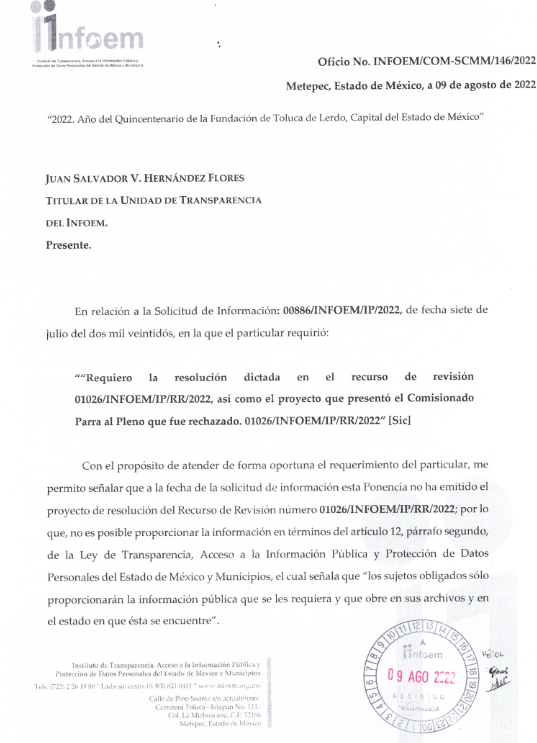 infoem
Instituto de Transparencia, Acceso a la Información Pública y
Protección de Datos Personales del Estado de México y Municipios
Oficio No. INFOEM/COM-SCMM/146/2022
Metepec, Estado de México, a 09 de agosto de 2022
“2022. Año del Quincentenario de la Fundación de Toluca de Lerdo, Capital del Estado de México”
JUAN SALVADOR V. HERNÁNDEZ FLORES
TITULAR DE LA UNIDAD DE TRANSPARENCIA
DEL INFOEM.
Presente.
En relación a la Solicitud de Información: 00886/INFOEM/IP/2022, de fecha siete de
julio del dos mil veintidós, en la que el particular requirió:
““Requiero la resolución dictada en el recurso de revisión
01026/INFOEM/IP/RR/2022, así como el proyecto que presentó el Comisionado
Parra al Pleno que fue rechazado. 01026/INFOEM/IP/RR/2022” [Sic]
Con el propósito de atender de forma oportuna el requerimiento del particular, me
permito señalar que a la fecha de la solicitud de información esta Ponencia no ha emitido el
proyecto de resolución del Recurso de Revisión número 01026/INFOEM/IP/RR/2022; por lo
que, no es posible proporcionar la información en términos del artículo 12, párrafo segundo,
de la Ley de Transparencia, Acceso a la Información Pública y Protección de Datos
Personales del Estado de México y Municipios, el cual señala que “los sujetos obligados sólo
proporcionarán la información pública que se les requiera y que obre en sus archivos y en
el estado en que ésta se encuentre”.
Instituto de Transparencia, Acceso a la Información Pública y
Protección de Datos Personales del Estado de México y Municipios
Tels. (722) 2 26 19 80 * Lada sin costo: 01 800 821 0441 * www.infoem.org.mx
Calle de Pino Suárez sin actualmente
Carretera Toluca - Ixtapan No. 111,
Col. La Michoacana, C.P. 52166
Metepec, Estado de México
infoem
09 AGO 2022
RECIBIDO